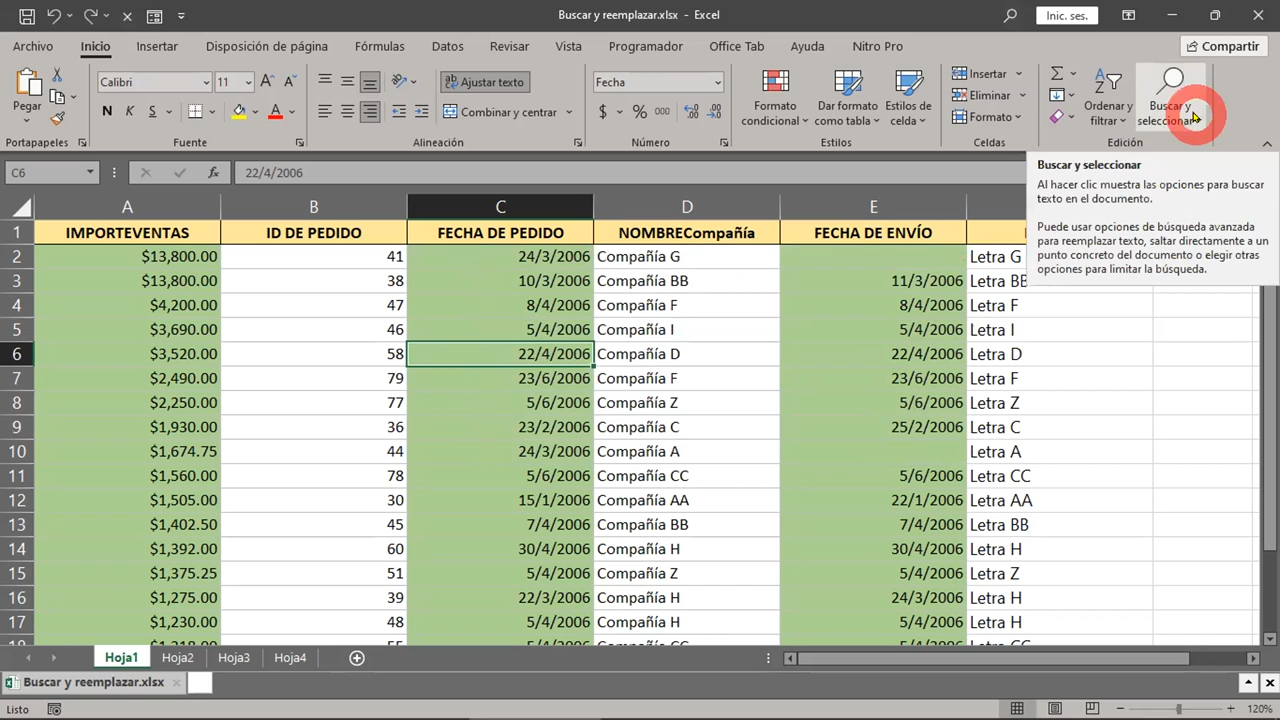 Buscar y reemplazar.xlsx - Excel
Inic. ses.
Archivo Inicio Insertar Disposición de página Fórmulas Datos Revisar Vista Programador Office Tab Ayuda Nitro Pro Compartir
Pegar
Calibri 11
N K S
Ajustar texto
Combinar y centrar
Fecha
$ % 000
Formato condicional
Dar formato como tabla
Estilos de celda
Insertar
Eliminar
Formato
Ordenar y filtrar
Buscar y seleccionar
Portapapeles Fuente Alineación Número Estilos Celdas Edición
C6 fx 22/4/2006
Buscar y seleccionar
Al hacer clic muestra las opciones para buscar
texto en el documento.
Puede usar opciones de búsqueda avanzada
para reemplazar texto, saltar directamente a un
punto concreto del documento o elegir otras
opciones para limitar la búsqueda.
A B C D E
1 IMPORTEVENTAS ID DE PEDIDO FECHA DE PEDIDO NOMBRECompañía FECHA DE ENVÍO
2 $13,800.00 41 24/3/2006 Compañía G Letra G
3 $13,800.00 38 10/3/2006 Compañía BB 11/3/2006 Letra BB
4 $4,200.00 47 8/4/2006 Compañía F 8/4/2006 Letra F
5 $3,690.00 46 5/4/2006 Compañía I 5/4/2006 Letra I
6 $3,520.00 58 22/4/2006 Compañía D 22/4/2006 Letra D
7 $2,490.00 79 23/6/2006 Compañía F 23/6/2006 Letra F
8 $2,250.00 77 5/6/2006 Compañía Z 5/6/2006 Letra Z
9 $1,930.00 36 23/2/2006 Compañía C 25/2/2006 Letra C
10 $1,674.75 44 24/3/2006 Compañía A Letra A
11 $1,560.00 78 5/6/2006 Compañía CC 5/6/2006 Letra CC
12 $1,505.00 30 15/1/2006 Compañía AA 22/1/2006 Letra AA
13 $1,402.50 45 7/4/2006 Compañía BB 7/4/2006 Letra BB
14 $1,392.00 60 30/4/2006 Compañía H 30/4/2006 Letra H
15 $1,375.25 51 5/4/2006 Compañía Z 5/4/2006 Letra Z
16 $1,275.00 39 22/3/2006 Compañía H 24/3/2006 Letra H
17 $1,230.00 48 5/4/2006 Compañía H 5/4/2006 Letra H
Hoja1 Hoja2 Hoja3 Hoja4
Buscar y reemplazar.xlsx
Listo 120%